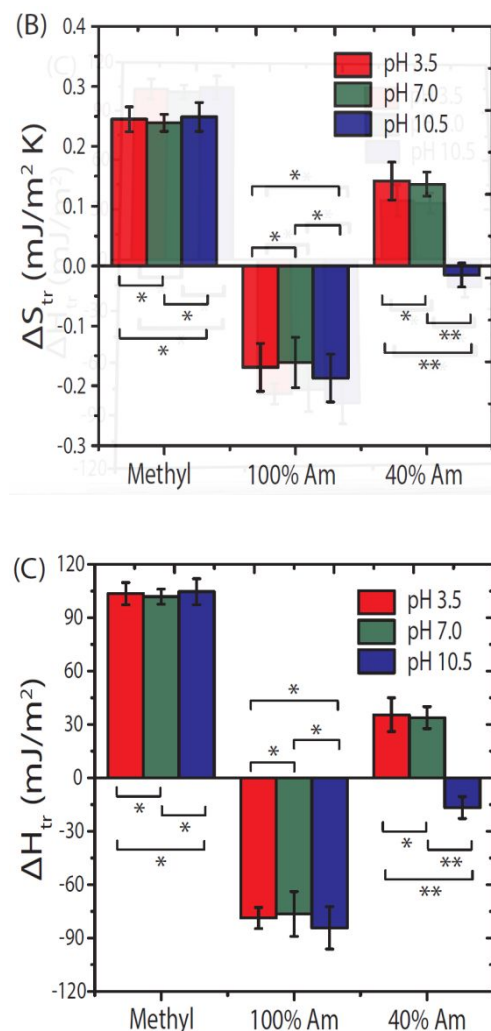 (B)
pH 3.5
pH 7.0
pH 10.5
0.4
0.3
0.2
0.1
0.0
-0.1
-0.2
-0.3
ΔS_tr (mJ/m² K)
*
*
*
*
*
*
*
**
**
Methyl 100% Am 40% Am
(C)
pH 3.5
pH 7.0
pH 10.5
120
90
60
30
0
-30
-60
-90
-120
ΔH_tr (mJ/m²)
*
*
*
*
*
*
*
**
**
Methyl 100% Am 40% Am